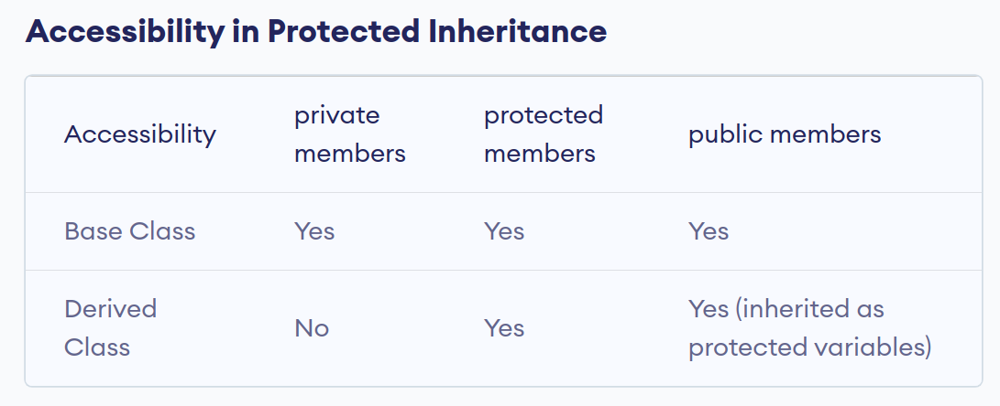 Accessibility in Protected Inheritance
Accessibility private members protected members public members
Base Class Yes Yes Yes
Derived Class No Yes Yes (inherited as protected variables)